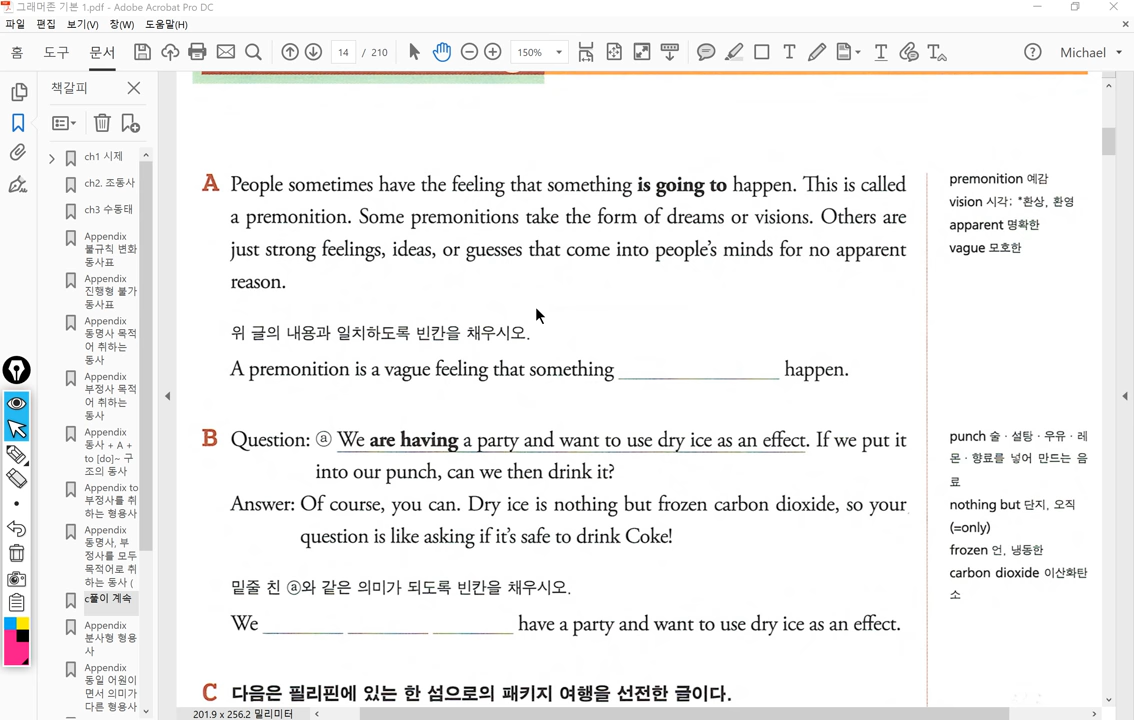 그래머존 기본 1.pdf - Adobe Acrobat Pro DC
파일 편집 보기(V) 창(W) 도움말(H)
홈 도구 문서 14 / 210 150% Michael
책갈피
ch1 시제
ch2. 조동사
ch3 수동태
Appendix
불규칙 변화
동사표
Appendix
진행형 불가
동사표
Appendix
동명사 목적
어 취하는
동사
Appendix
부정사 목적
어 취하는
동사
Appendix
동사 + A +
to [do]~ 구
조의 동사
Appendix to
부정사를 취
하는 형용사
Appendix
동명사, 부
정사를 모두
목적어로 취
하는 동사 (
c풀이 계속
Appendix
분사형 형용
사
Appendix
동일 어원이
면서 의미가
다른 형용사
A People sometimes have the feeling that something is going to happen. This is called
a premonition. Some premonitions take the form of dreams or visions. Others are
just strong feelings, ideas, or guesses that come into people's minds for no apparent
reason.
위 글의 내용과 일치하도록 빈칸을 채우시오.
A premonition is a vague feeling that something ____ happen.
premonition 예감
vision 시각; *환상, 환영
apparent 명확한
vague 모호한
B Question: ⓐ We are having a party and want to use dry ice as an effect. If we put it
into our punch, can we then drink it?
Answer: Of course, you can. Dry ice is nothing but frozen carbon dioxide, so your
question is like asking if it's safe to drink Coke!
밑줄 친 ⓐ와 같은 의미가 되도록 빈칸을 채우시오.
We ____ ____ ____ have a party and want to use dry ice as an effect.
punch 술·설탕·우유·레
몬·향료를 넣어 만드는 음
료
nothing but 단지, 오직
(=only)
frozen 언, 냉동한
carbon dioxide 이산화탄
소
C 다음은 필리핀에 있는 한 섬으로의 패키지 여행을 선전한 글이다.
201.9 x 256.2 밀리미터